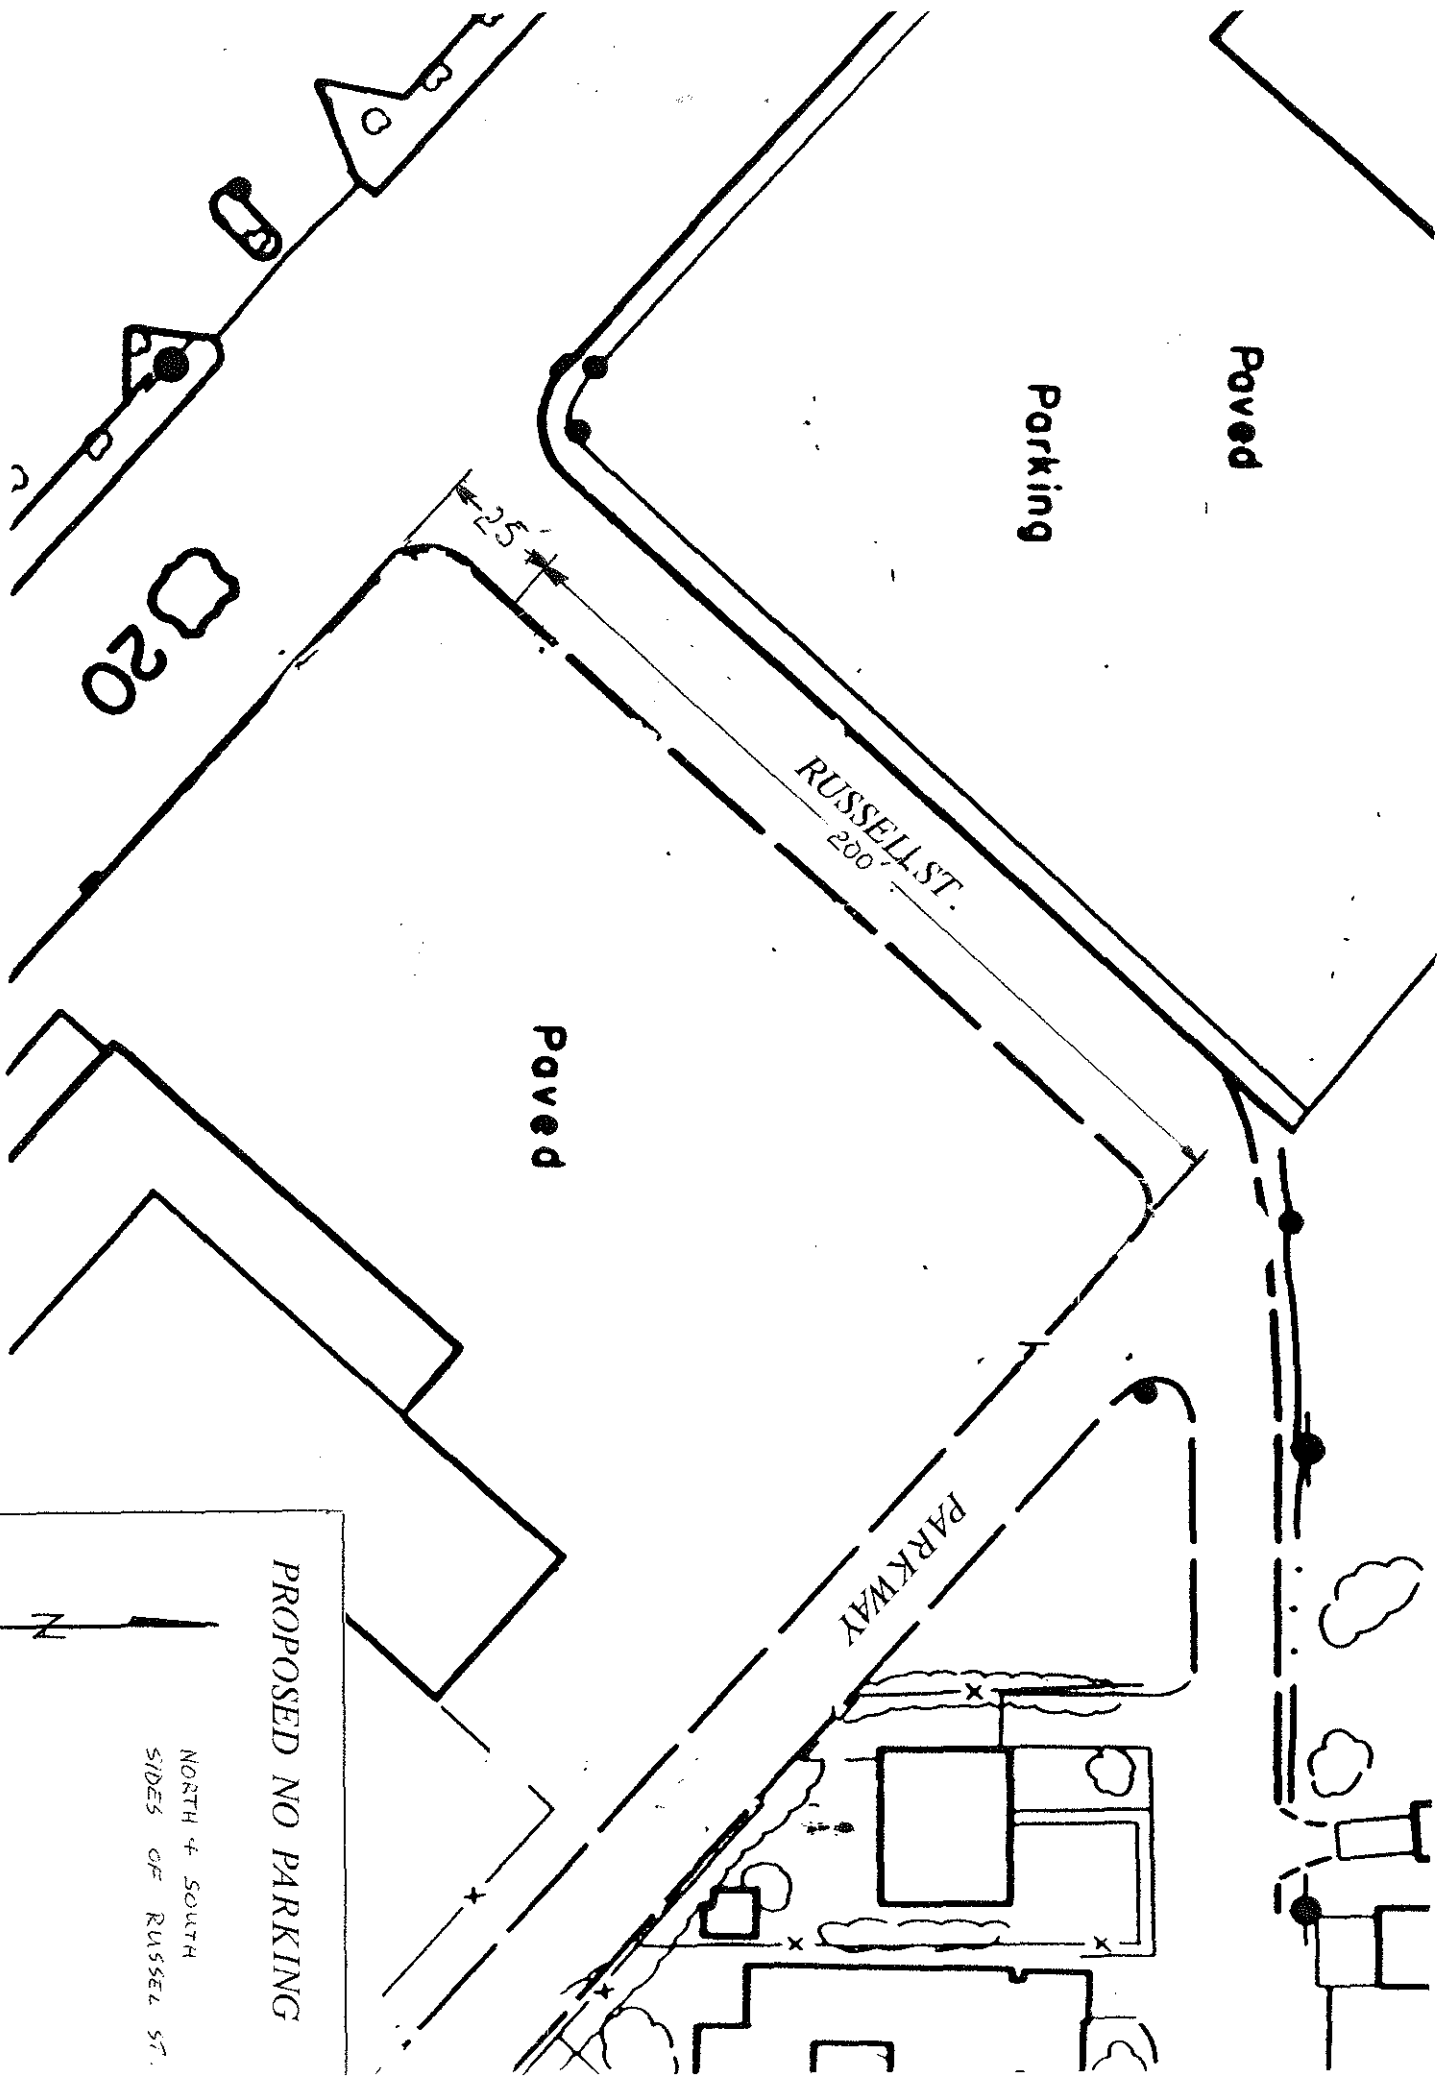 Paved
Parking
25'
RUSSELL ST.
200'
20
Paved
PARKWAY
PROPOSED NO PARKING
NORTH & SOUTH
SIDES OF RUSSEL ST.
N